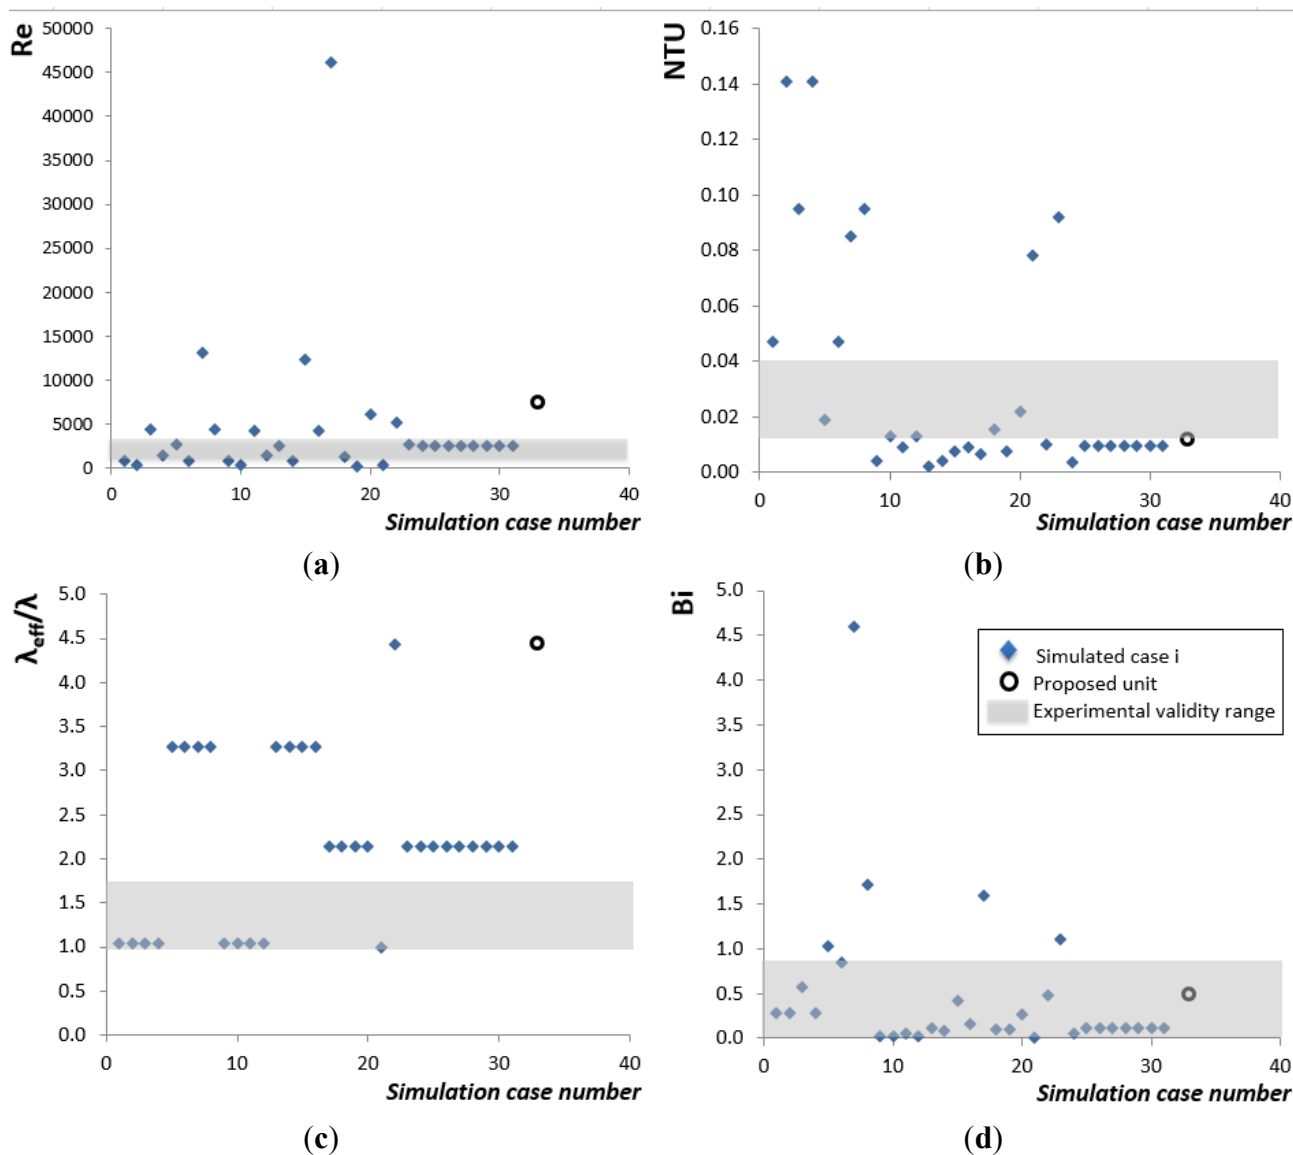 Re
50000
45000
40000
35000
30000
25000
20000
15000
10000
5000
0
0 10 20 30 40
Simulation case number
(a)
NTU
0.16
0.14
0.12
0.10
0.08
0.06
0.04
0.02
0.00
0 10 20 30 40
Simulation case number
(b)
λeff/λ
5.0
4.5
4.0
3.5
3.0
2.5
2.0
1.5
1.0
0.5
0.0
0 10 20 30 40
Simulation case number
(c)
Bi
5.0
4.5
4.0
3.5
3.0
2.5
2.0
1.5
1.0
0.5
0.0
Simulated case i
Proposed unit
Experimental validity range
0 10 20 30 40
Simulation case number
(d)